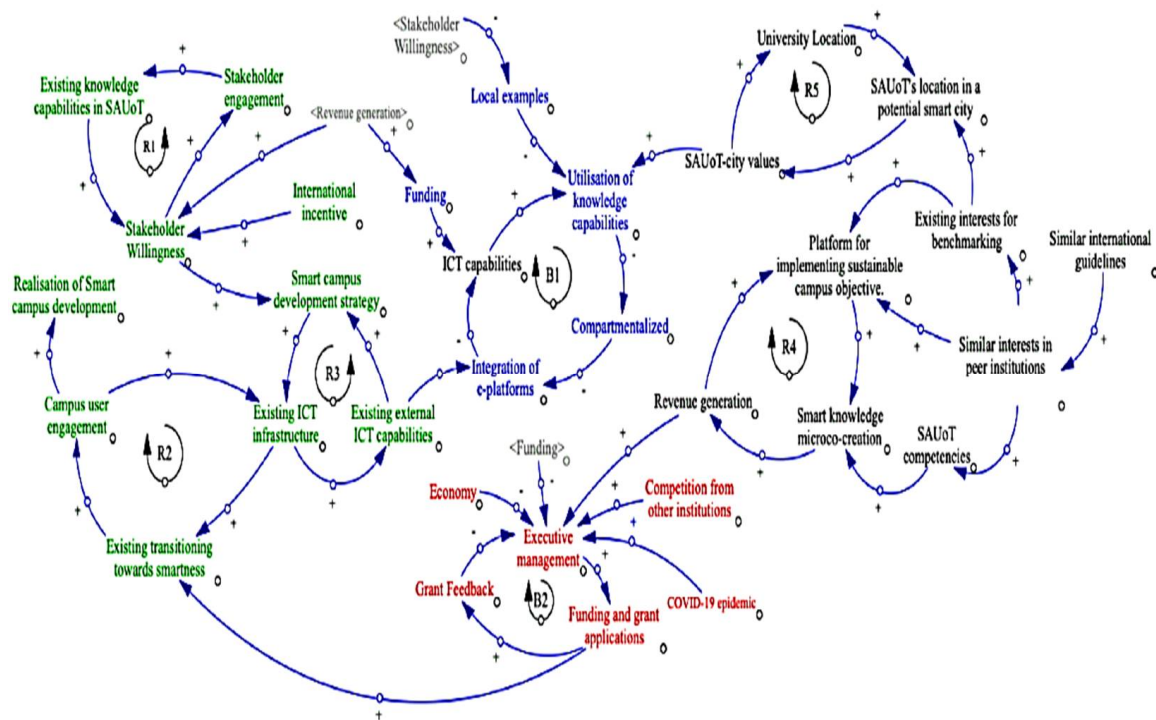 <Stakeholder
Willingness>
University Location
Existing knowledge
capabilities in SAUoT
Stakeholder
engagement
Local examples
R5
SAUoT's location in a
potential smart city
<Revenue generation>
R1
SAUoT-city values
Utilisation of
knowledge
capabilities
International
incentive
Funding
Stakeholder
Willingness
Existing interests for
benchmarking
Similar international
guidelines
Platform for
implementing sustainable
campus objective.
ICT capabilities
B1
Realisation of Smart
campus development
Smart campus
development strategy
Compartmentalized
R4
Similar interests in
peer institutions
R3
Integration of
e-platforms
Campus user
engagement
Existing ICT
infrastructure
Existing external
ICT capabilities
Revenue generation
Smart knowledge
microco-creation
SAUoT
competencies
R2
<Funding>
Economy
Competition from
other institutions
Executive
management
Existing transitioning
towards smartness
Grant Feedback
B2
COVID-19 epidemic
Funding and grant
applications